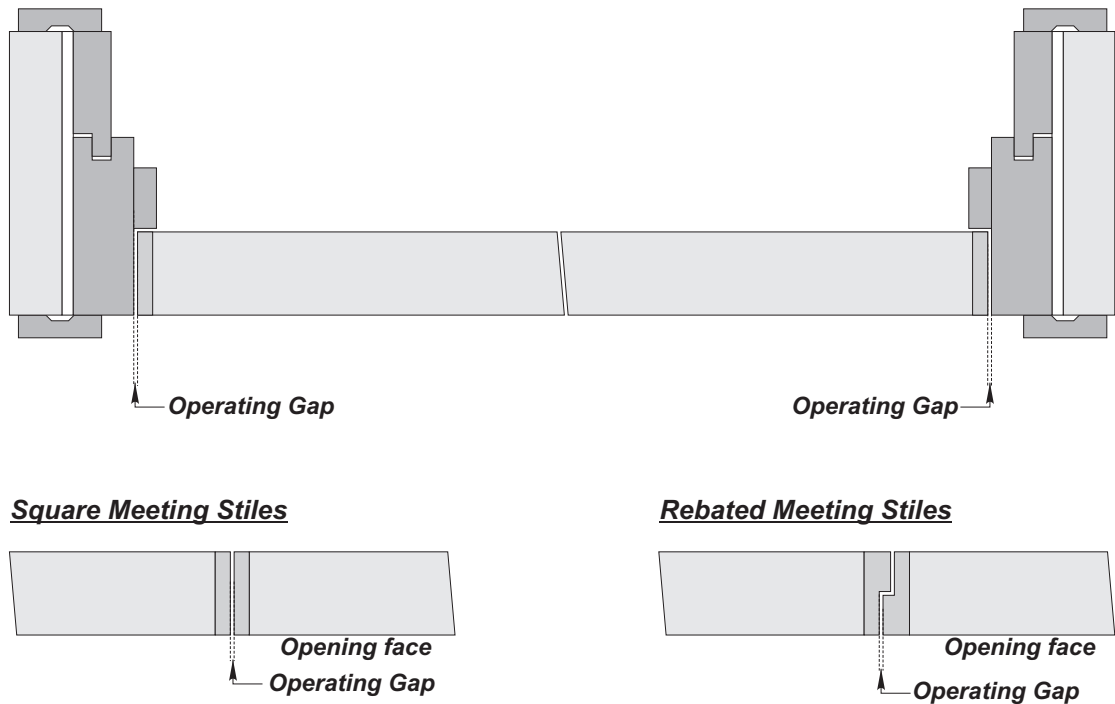 Operating Gap
Operating Gap
Square Meeting Stiles
Rebated Meeting Stiles
Opening face
Operating Gap
Opening face
Operating Gap